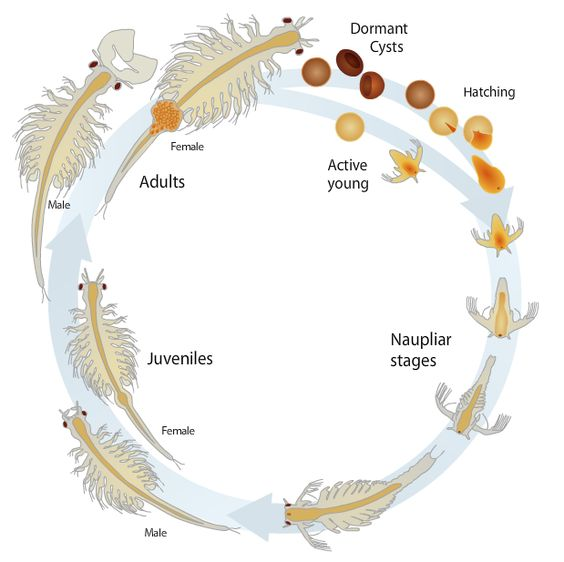 Dormant
Cysts
Hatching
Female
Active
young
Adults
Male
Naupliar
stages
Juveniles
Female
Male